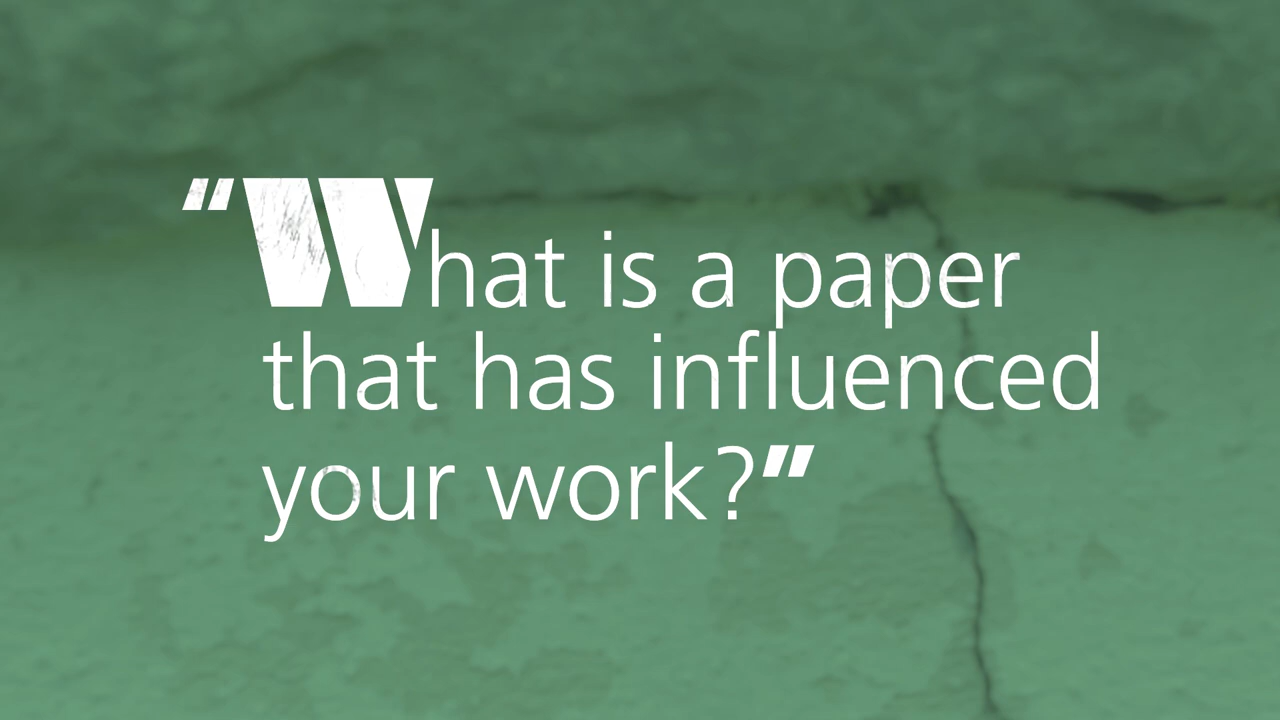 “What is a paper
that has influenced
your work?”